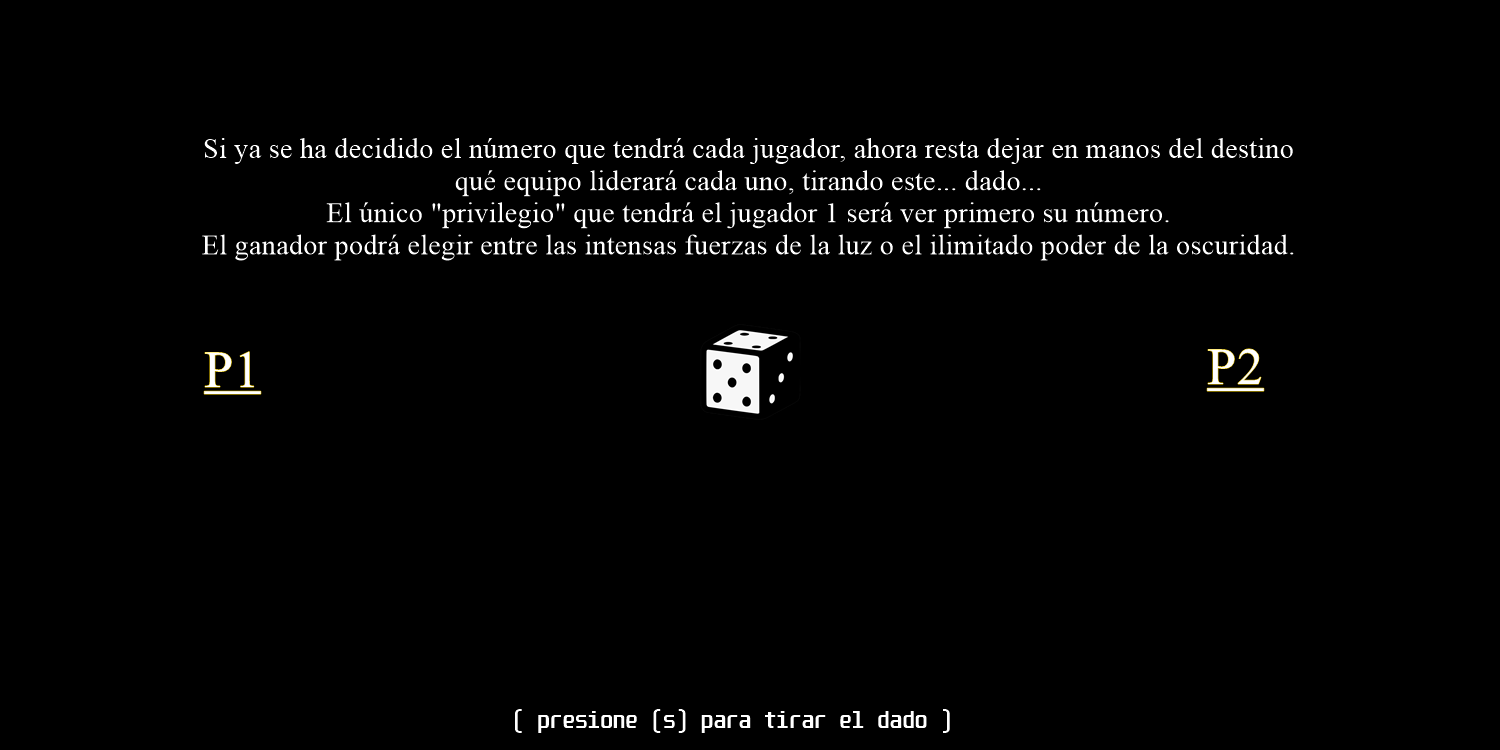 Si ya se ha decidido el número que tendrá cada jugador, ahora resta dejar en manos del destino
qué equipo liderará cada uno, tirando este... dado...
El único "privilegio" que tendrá el jugador 1 será ver primero su número.
El ganador podrá elegir entre las intensas fuerzas de la luz o el ilimitado poder de la oscuridad.
P1
P2
( presione (s) para tirar el dado )